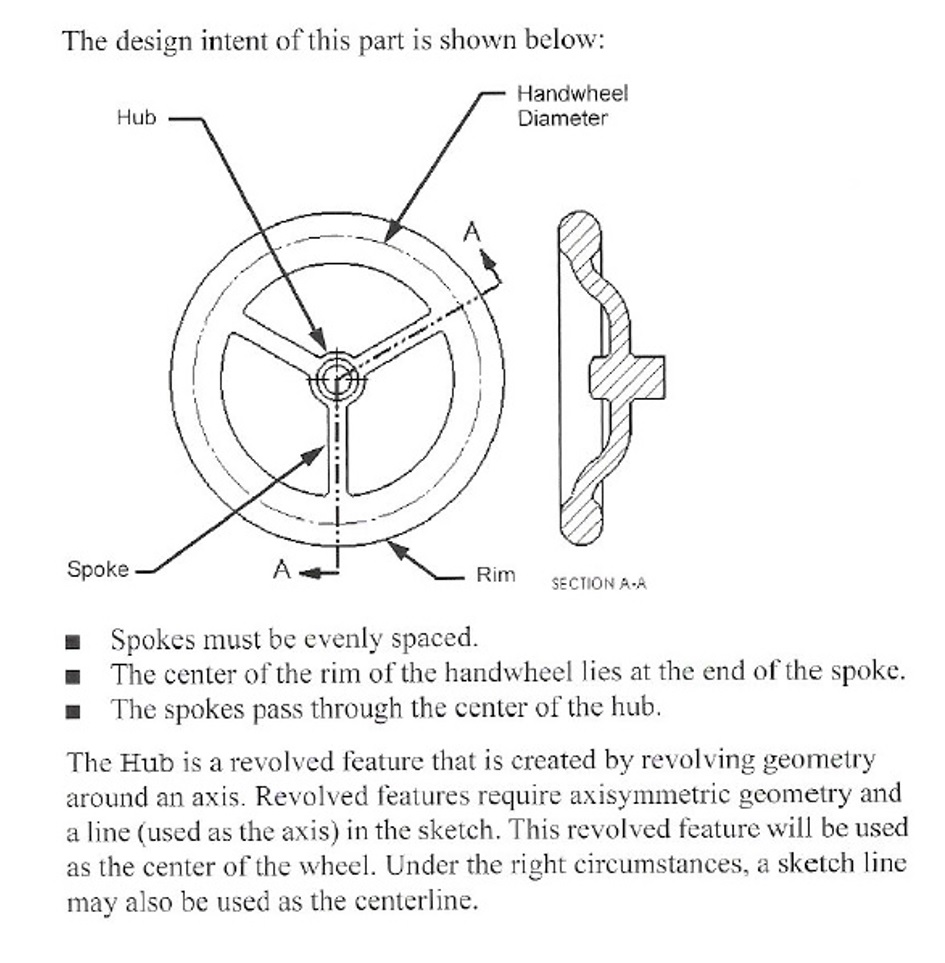 The design intent of this part is shown below:
Handwheel
Diameter
Hub
A
Spoke
A
Rim
SECTION A-A
■ Spokes must be evenly spaced.
■ The center of the rim of the handwheel lies at the end of the spoke.
■ The spokes pass through the center of the hub.
The Hub is a revolved feature that is created by revolving geometry
around an axis. Revolved features require axisymmetric geometry and
a line (used as the axis) in the sketch. This revolved feature will be used
as the center of the wheel. Under the right circumstances, a sketch line
may also be used as the centerline.